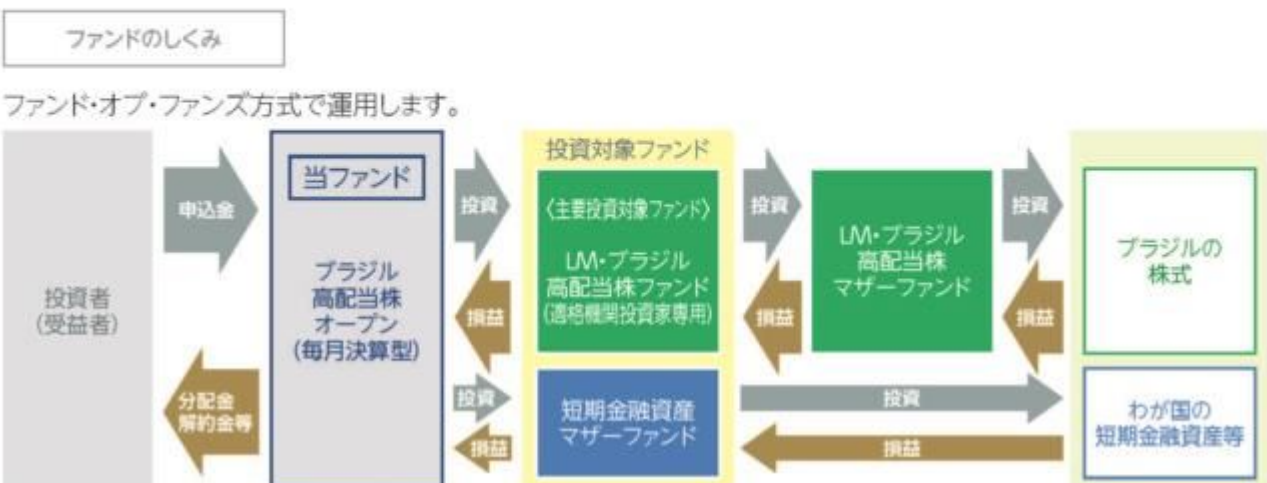 ファンドのしくみ
ファンド・オブ・ファンズ方式で運用します。
投資者
(受益者)
申込金
分配金
解約金等
当ファンド
ブラジル
高配当株
オープン
(毎月決算型)
投資
損益
投資
損益
投資対象ファンド
〈主要投資対象ファンド〉
LM・ブラジル
高配当株ファンド
(適格機関投資家専用)
短期金融資産
マザーファンド
投資
損益
LM・ブラジル
高配当株
マザーファンド
投資
損益
投資
損益
ブラジルの
株式
わが国の
短期金融資産等